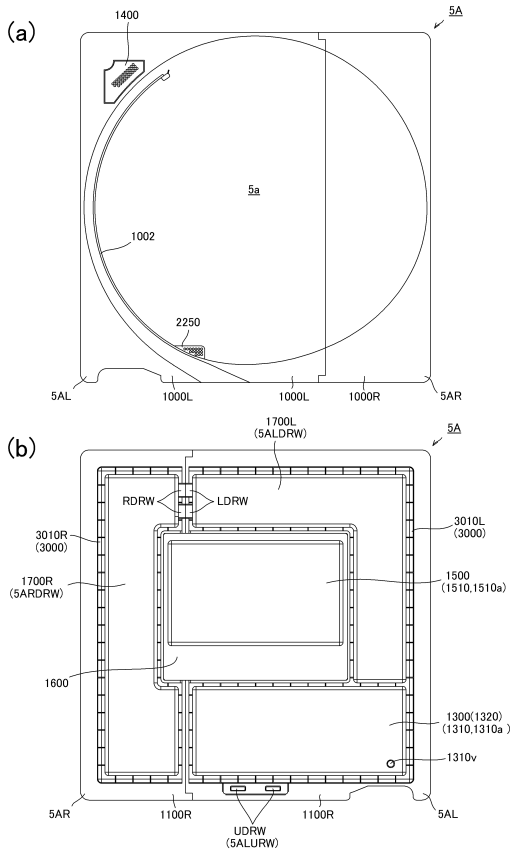 (a)
1400
5A
5a
1002
2250
5AL
1000L
1000L
1000R
5AR
(b)
1700L
(5ALDRW)
5A
RDRW
LDRW
3010R
(3000)
3010L
(3000)
1700R
(5ARDRW)
1500
(1510,1510a)
1600
1300(1320)
(1310,1310a)
1310v
5AR
1100R
UDRW
(5ALURW)
1100R
5AL